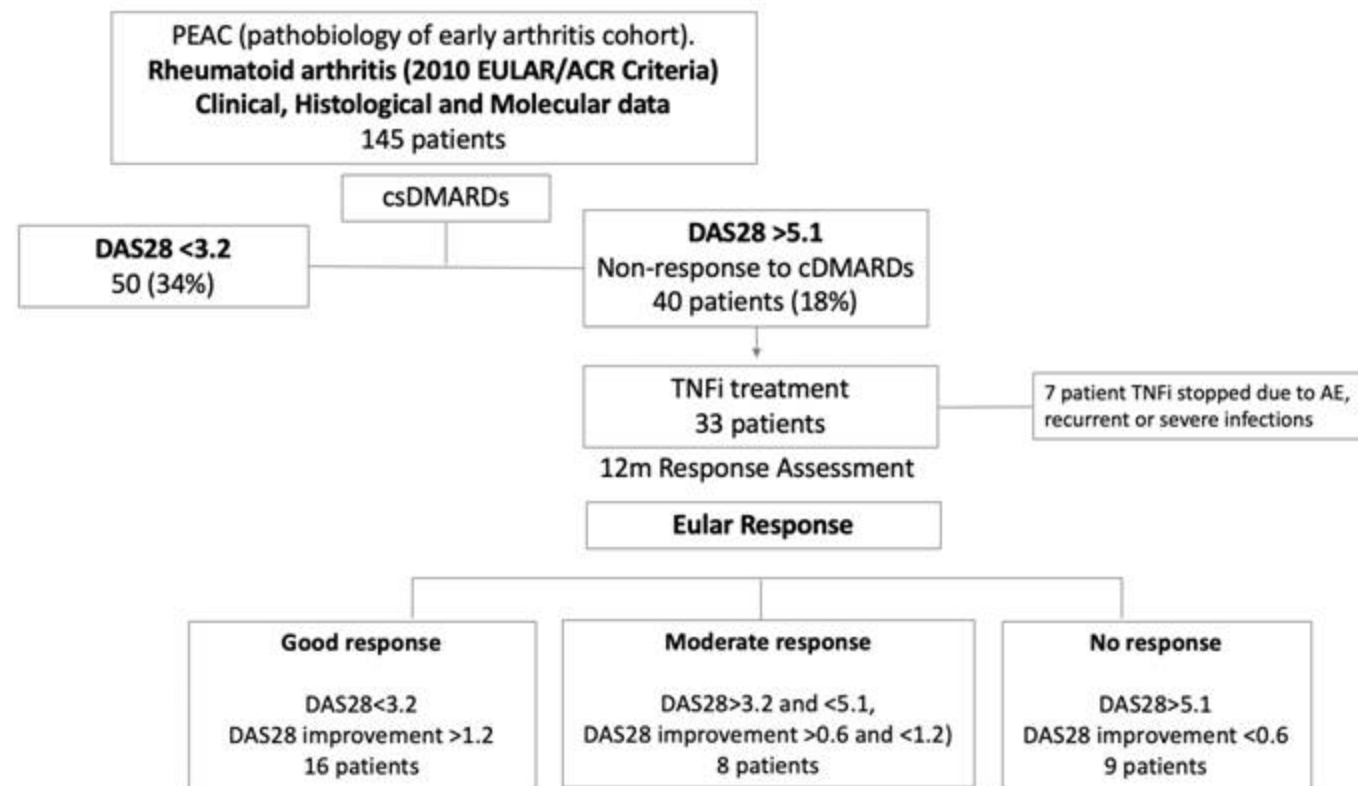 PEAC (pathobiology of early arthritis cohort).
Rheumatoid arthritis (2010 EULAR/ACR Criteria)
Clinical, Histological and Molecular data
145 patients
csDMARDs
DAS28 <3.2
50 (34%)
DAS28 >5.1
Non-response to cDMARDs
40 patients (18%)
TNFi treatment
33 patients
7 patient TNFi stopped due to AE,
recurrent or severe infections
12m Response Assessment
Eular Response
Good response
DAS28<3.2
DAS28 improvement >1.2
16 patients
Moderate response
DAS28>3.2 and <5.1,
DAS28 improvement >0.6 and <1.2)
8 patients
No response
DAS28>5.1
DAS28 improvement <0.6
9 patients